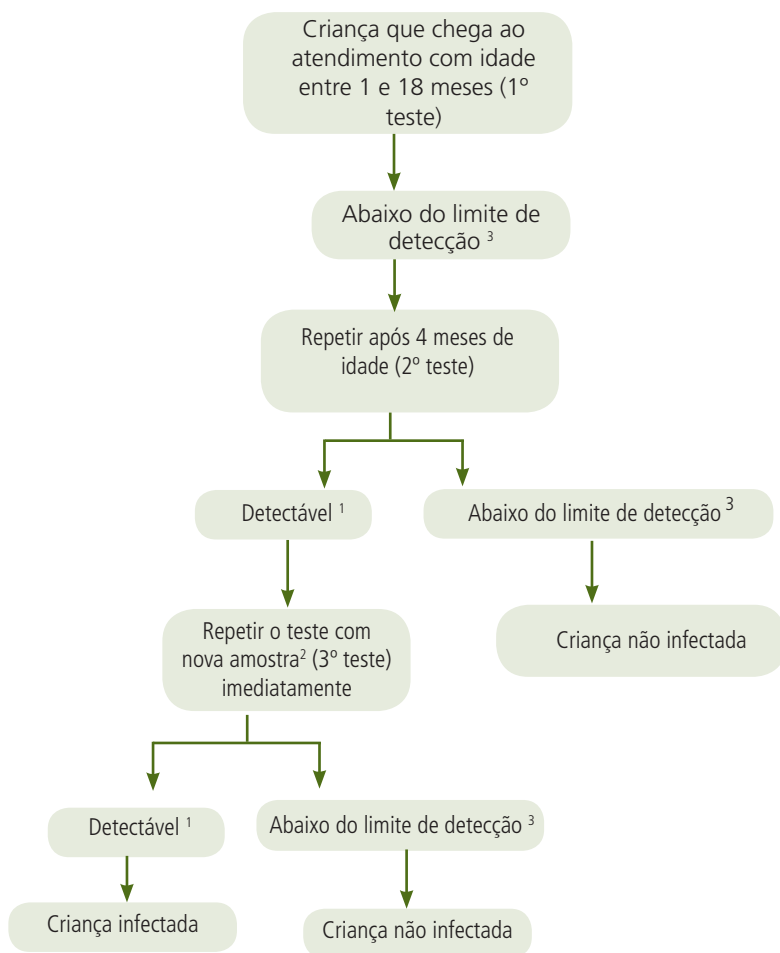 Criança que chega ao
atendimento com idade
entre 1 e 18 meses (1º
teste)
Abaixo do limite de
detecção ³
Repetir após 4 meses de
idade (2º teste)
Detectável ¹
Abaixo do limite de detecção ³
Repetir o teste com
nova amostra² (3º teste)
imediatamente
Criança não infectada
Detectável ¹
Abaixo do limite de detecção ³
Criança infectada
Criança não infectada